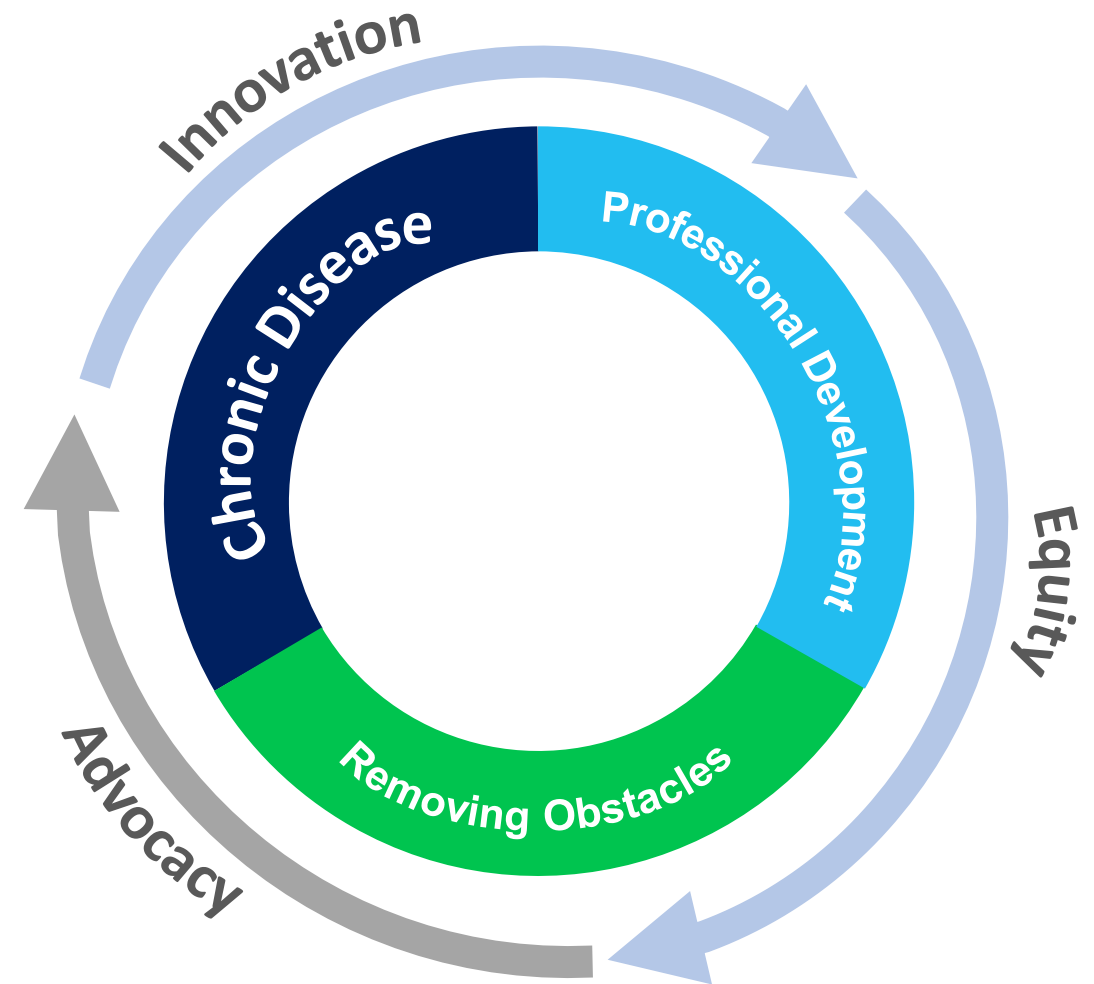 Innovation
Chronic Disease
Professional Development
Equity
Removing Obstacles
Advocacy